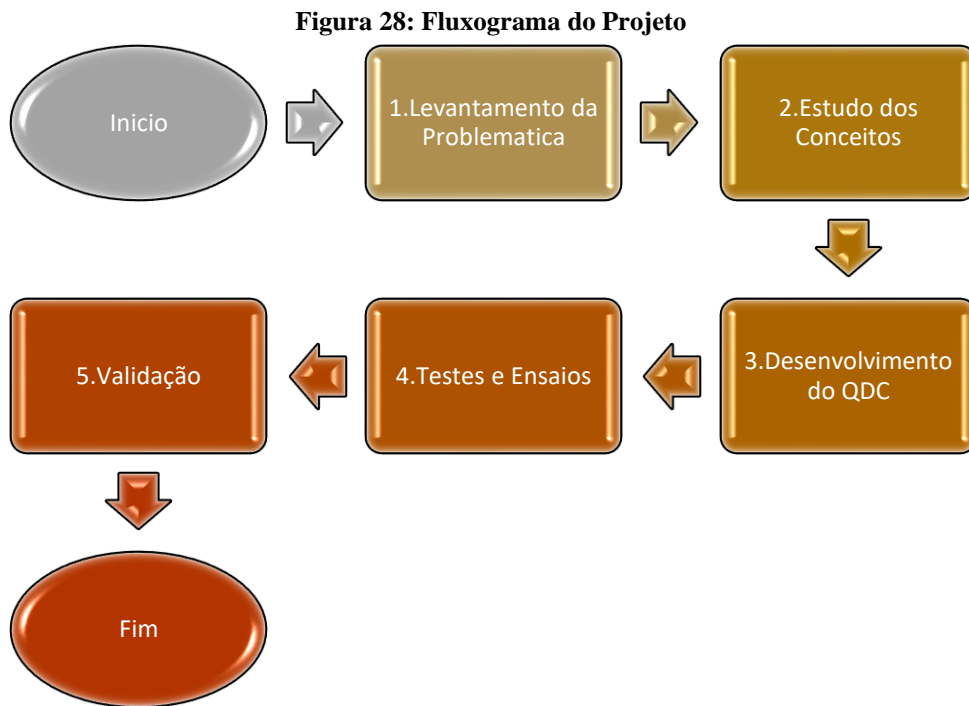 Figura 28: Fluxograma do Projeto
Inicio
1.Levantamento da
Problematica
2.Estudo dos
Conceitos
3.Desenvolvimento
do QDC
4.Testes e Ensaios
5.Validação
Fim